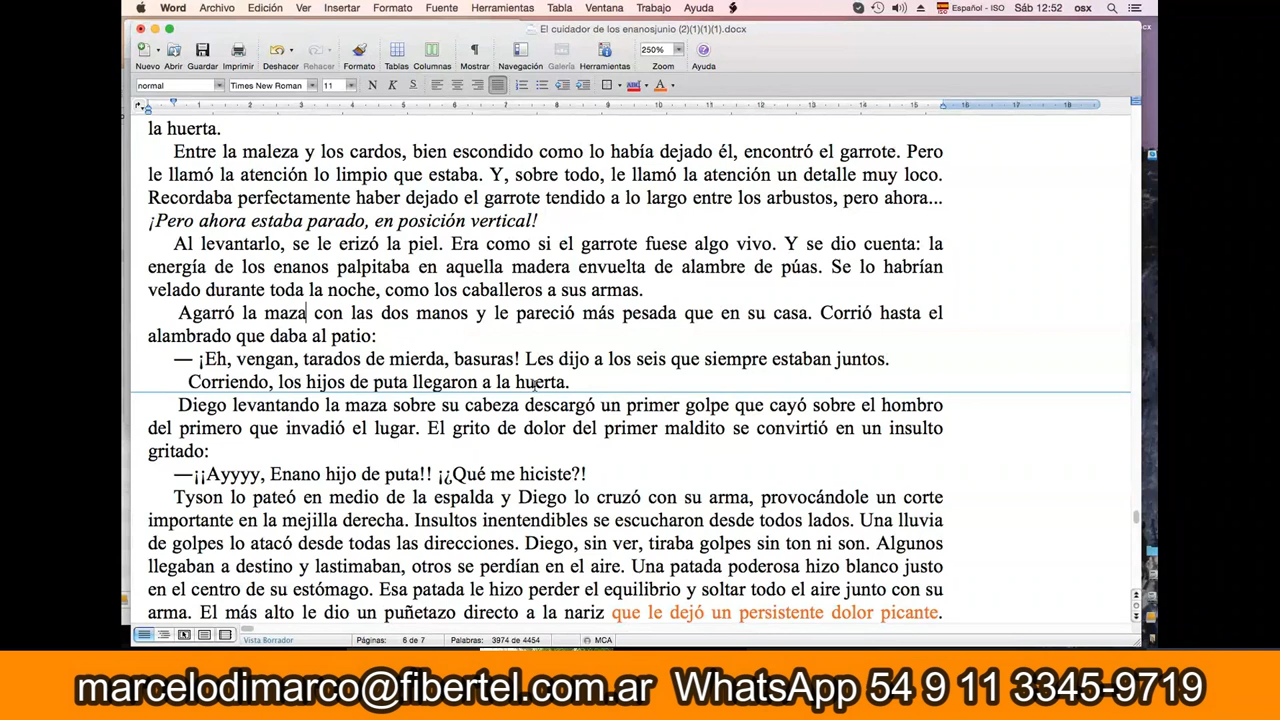 Word Archivo Edición Ver Insertar Formato Fuente Herramientas Tabla Ventana Trabajo Ayuda Español - ISO Sáb 12:52 osx
El cuidador de los enanosjunio (2)(1)(1)(1).docx
250%
Nuevo Abrir Guardar Imprimir Deshacer Rehacer Formato Tablas Columnas Mostrar Navegación Galería Herramientas Zoom Ayuda
normal Times New Roman 11 N K S
1 2 3 4 5 6 7 8 9 10 11 12 13 14 15 16 17 18
la huerta.
Entre la maleza y los cardos, bien escondido como lo había dejado él, encontró el garrote. Pero
le llamó la atención lo limpio que estaba. Y, sobre todo, le llamó la atención un detalle muy loco.
Recordaba perfectamente haber dejado el garrote tendido a lo largo entre los arbustos, pero ahora...
¡Pero ahora estaba parado, en posición vertical!
Al levantarlo, se le erizó la piel. Era como si el garrote fuese algo vivo. Y se dio cuenta: la
energía de los enanos palpitaba en aquella madera envuelta de alambre de púas. Se lo habrían
velado durante toda la noche, como los caballeros a sus armas.
Agarró la maza con las dos manos y le pareció más pesada que en su casa. Corrió hasta el
alambrado que daba al patio:
— ¡Eh, vengan, tarados de mierda, basuras! Les dijo a los seis que siempre estaban juntos.
Corriendo, los hijos de puta llegaron a la huerta.
Diego levantando la maza sobre su cabeza descargó un primer golpe que cayó sobre el hombro
del primero que invadió el lugar. El grito de dolor del primer maldito se convirtió en un insulto
gritado:
—¡¡Ayyyy, Enano hijo de puta!! ¡¿Qué me hiciste?!
Tyson lo pateó en medio de la espalda y Diego lo cruzó con su arma, provocándole un corte
importante en la mejilla derecha. Insultos inentendibles se escucharon desde todos lados. Una lluvia
de golpes lo atacó desde todas las direcciones. Diego, sin ver, tiraba golpes sin ton ni son. Algunos
llegaban a destino y lastimaban, otros se perdían en el aire. Una patada poderosa hizo blanco justo
en el centro de su estómago. Esa patada le hizo perder el equilibrio y soltar todo el aire junto con su
arma. El más alto le dio un puñetazo directo a la nariz que le dejó un persistente dolor picante.
Vista Borrador Páginas: 6 de 7 Palabras: 3974 de 4454 MCA
marcelodimarco@fibertel.com.ar WhatsApp 54 9 11 3345-9719